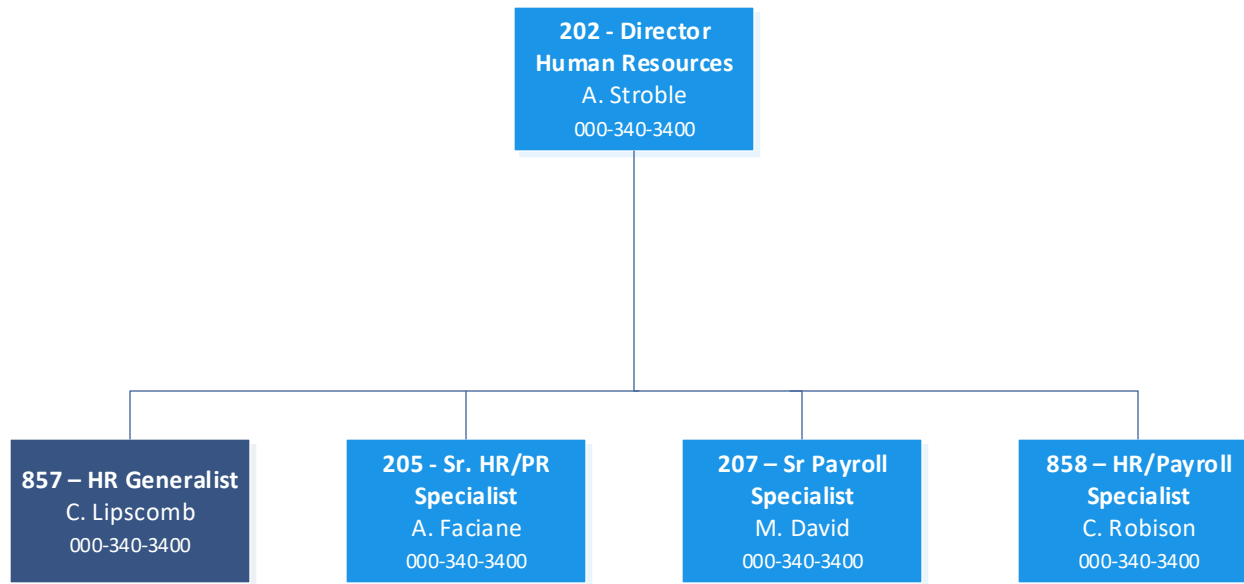 202 - Director
Human Resources
A. Stroble
000-340-3400
857 – HR Generalist
C. Lipscomb
000-340-3400
205 - Sr. HR/PR
Specialist
A. Faciane
000-340-3400
207 – Sr Payroll
Specialist
M. David
000-340-3400
858 – HR/Payroll
Specialist
C. Robison
000-340-3400